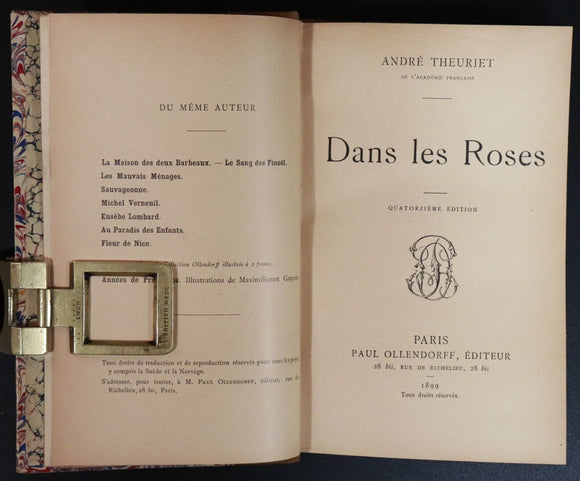 DU MÊME AUTEUR
La Maison des deux Barbeaux. — Le Sang des Finoël.
Les Mauvais Ménages.
Sauvageonne.
Michel Verneuil.
Eusèbe Lombard.
Au Paradis des Enfants.
Fleur de Nice.
Collection Ollendorff illustrée à 2 francs.
Années de Illustrations de Maximilienne Guyon.
Tous droits de traduction et de reproduction réservés pour tous les pays,
y compris la Suède et la Norvège.
S'adresser, pour traiter, à M. PAUL OLLENDORFF, éditeur, rue de
Richelieu, 28 bis, Paris.
ANDRÉ THEURIET
DE L'ACADÉMIE FRANÇAISE
Dans les Roses
QUATORZIÈME ÉDITION
PARIS
PAUL OLLENDORFF, ÉDITEUR
28 bis, RUE DE RICHELIEU, 28 bis
1899
Tous droits réservés.